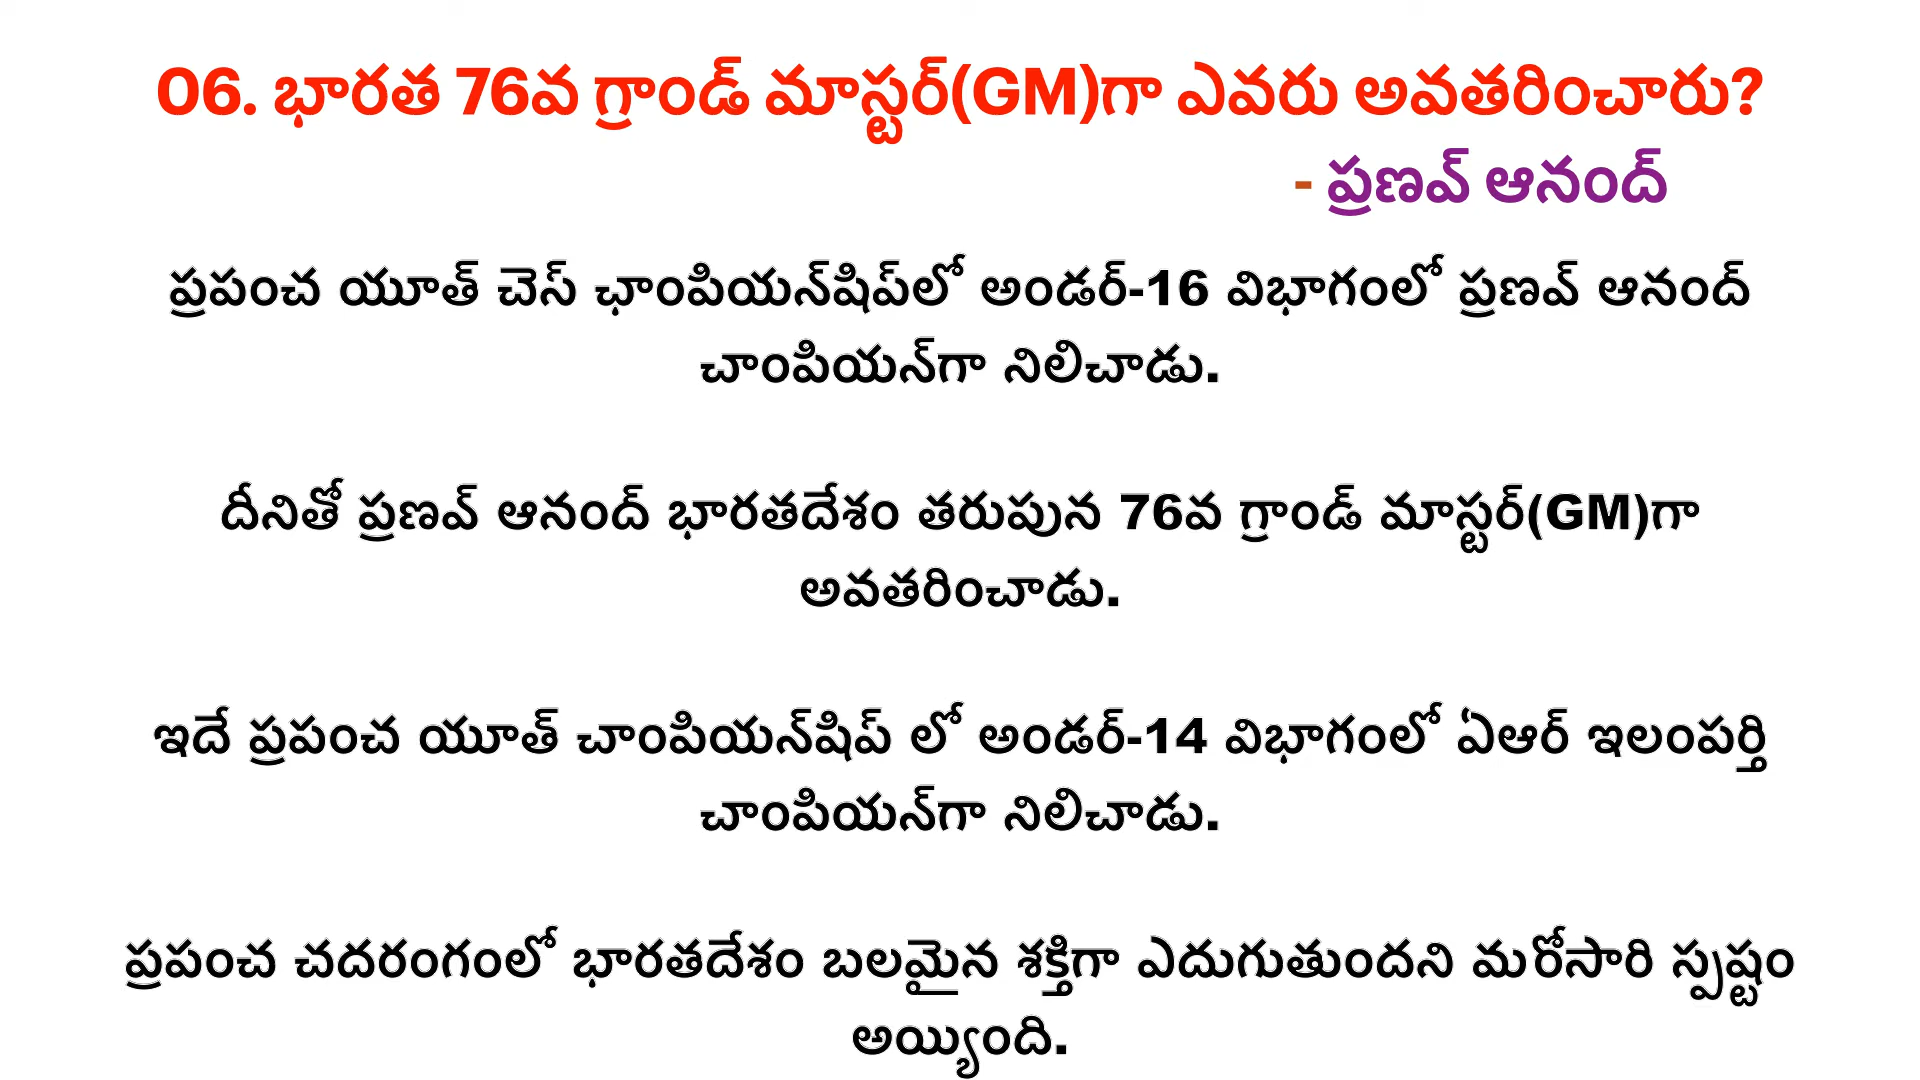 06. భారత 76వ గ్రాండ్ మాస్టర్(GM)గా ఎవరు అవతరించారు?
- ప్రణవ్ ఆనంద్
ప్రపంచ యూత్ చెస్ ఛాంపియన్‌షిప్‌లో అండర్-16 విభాగంలో ప్రణవ్ ఆనంద్
చాంపియన్‌గా నిలిచాడు.
దీనితో ప్రణవ్ ఆనంద్ భారతదేశం తరుపున 76వ గ్రాండ్ మాస్టర్(GM)గా
అవతరించాడు.
ఇదే ప్రపంచ యూత్ చాంపియన్‌షిప్ లో అండర్-14 విభాగంలో ఏఆర్ ఇలంపర్తి
చాంపియన్‌గా నిలిచాడు.
ప్రపంచ చదరంగంలో భారతదేశం బలమైన శక్తిగా ఎదుగుతుందని మరోసారి స్పష్టం
అయ్యింది.